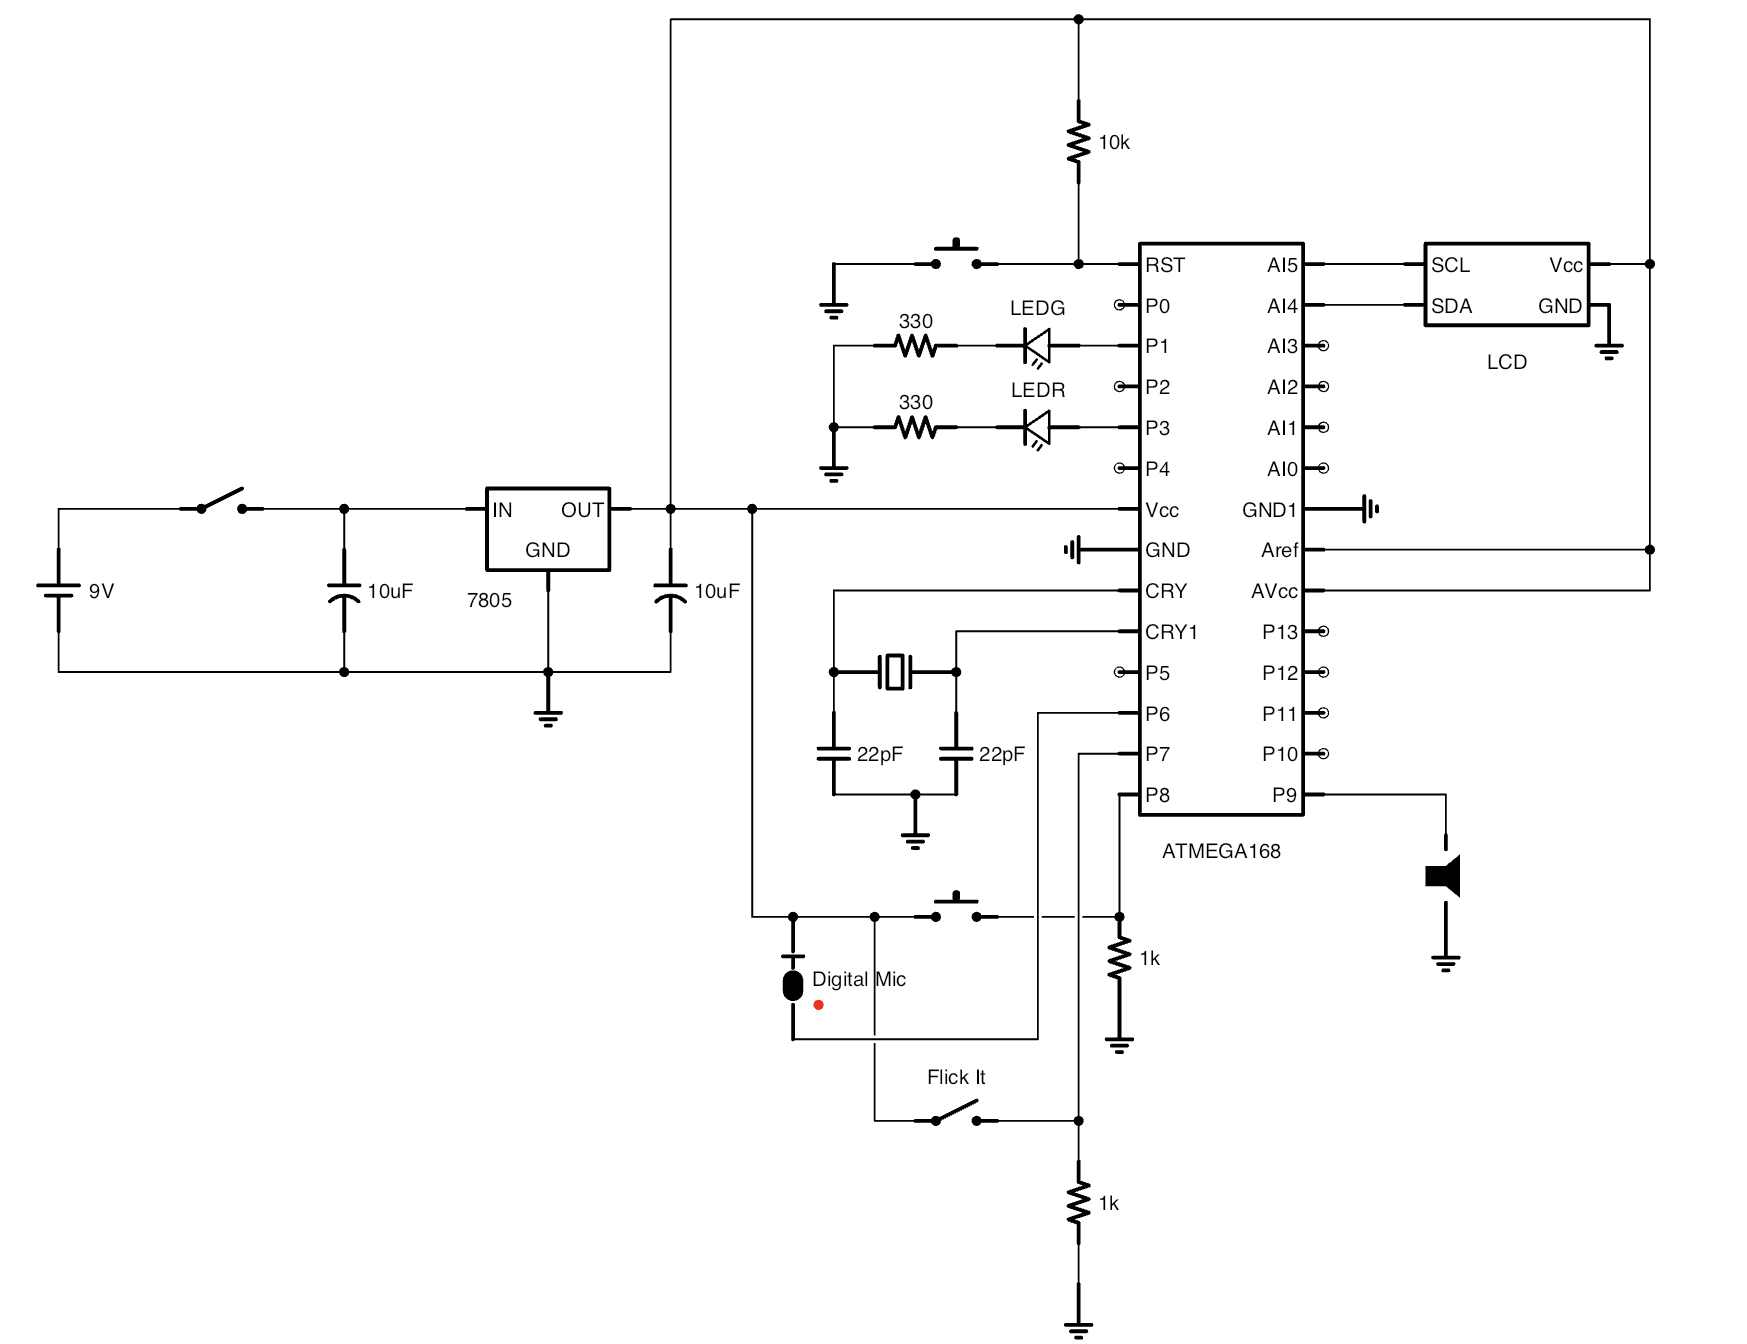 10k
RST
AI5
SCL
Vcc
P0
LEDG
AI4
SDA
GND
330
P1
AI3
LCD
P2
LEDR
AI2
330
P3
AI1
P4
AI0
IN
OUT
Vcc
GND1
GND
GND
Aref
9V
10uF
7805
10uF
CRY
AVcc
CRY1
P13
P5
P12
P6
P11
22pF
22pF
P7
P10
P8
P9
ATMEGA168
Digital Mic
1k
Flick It
1k